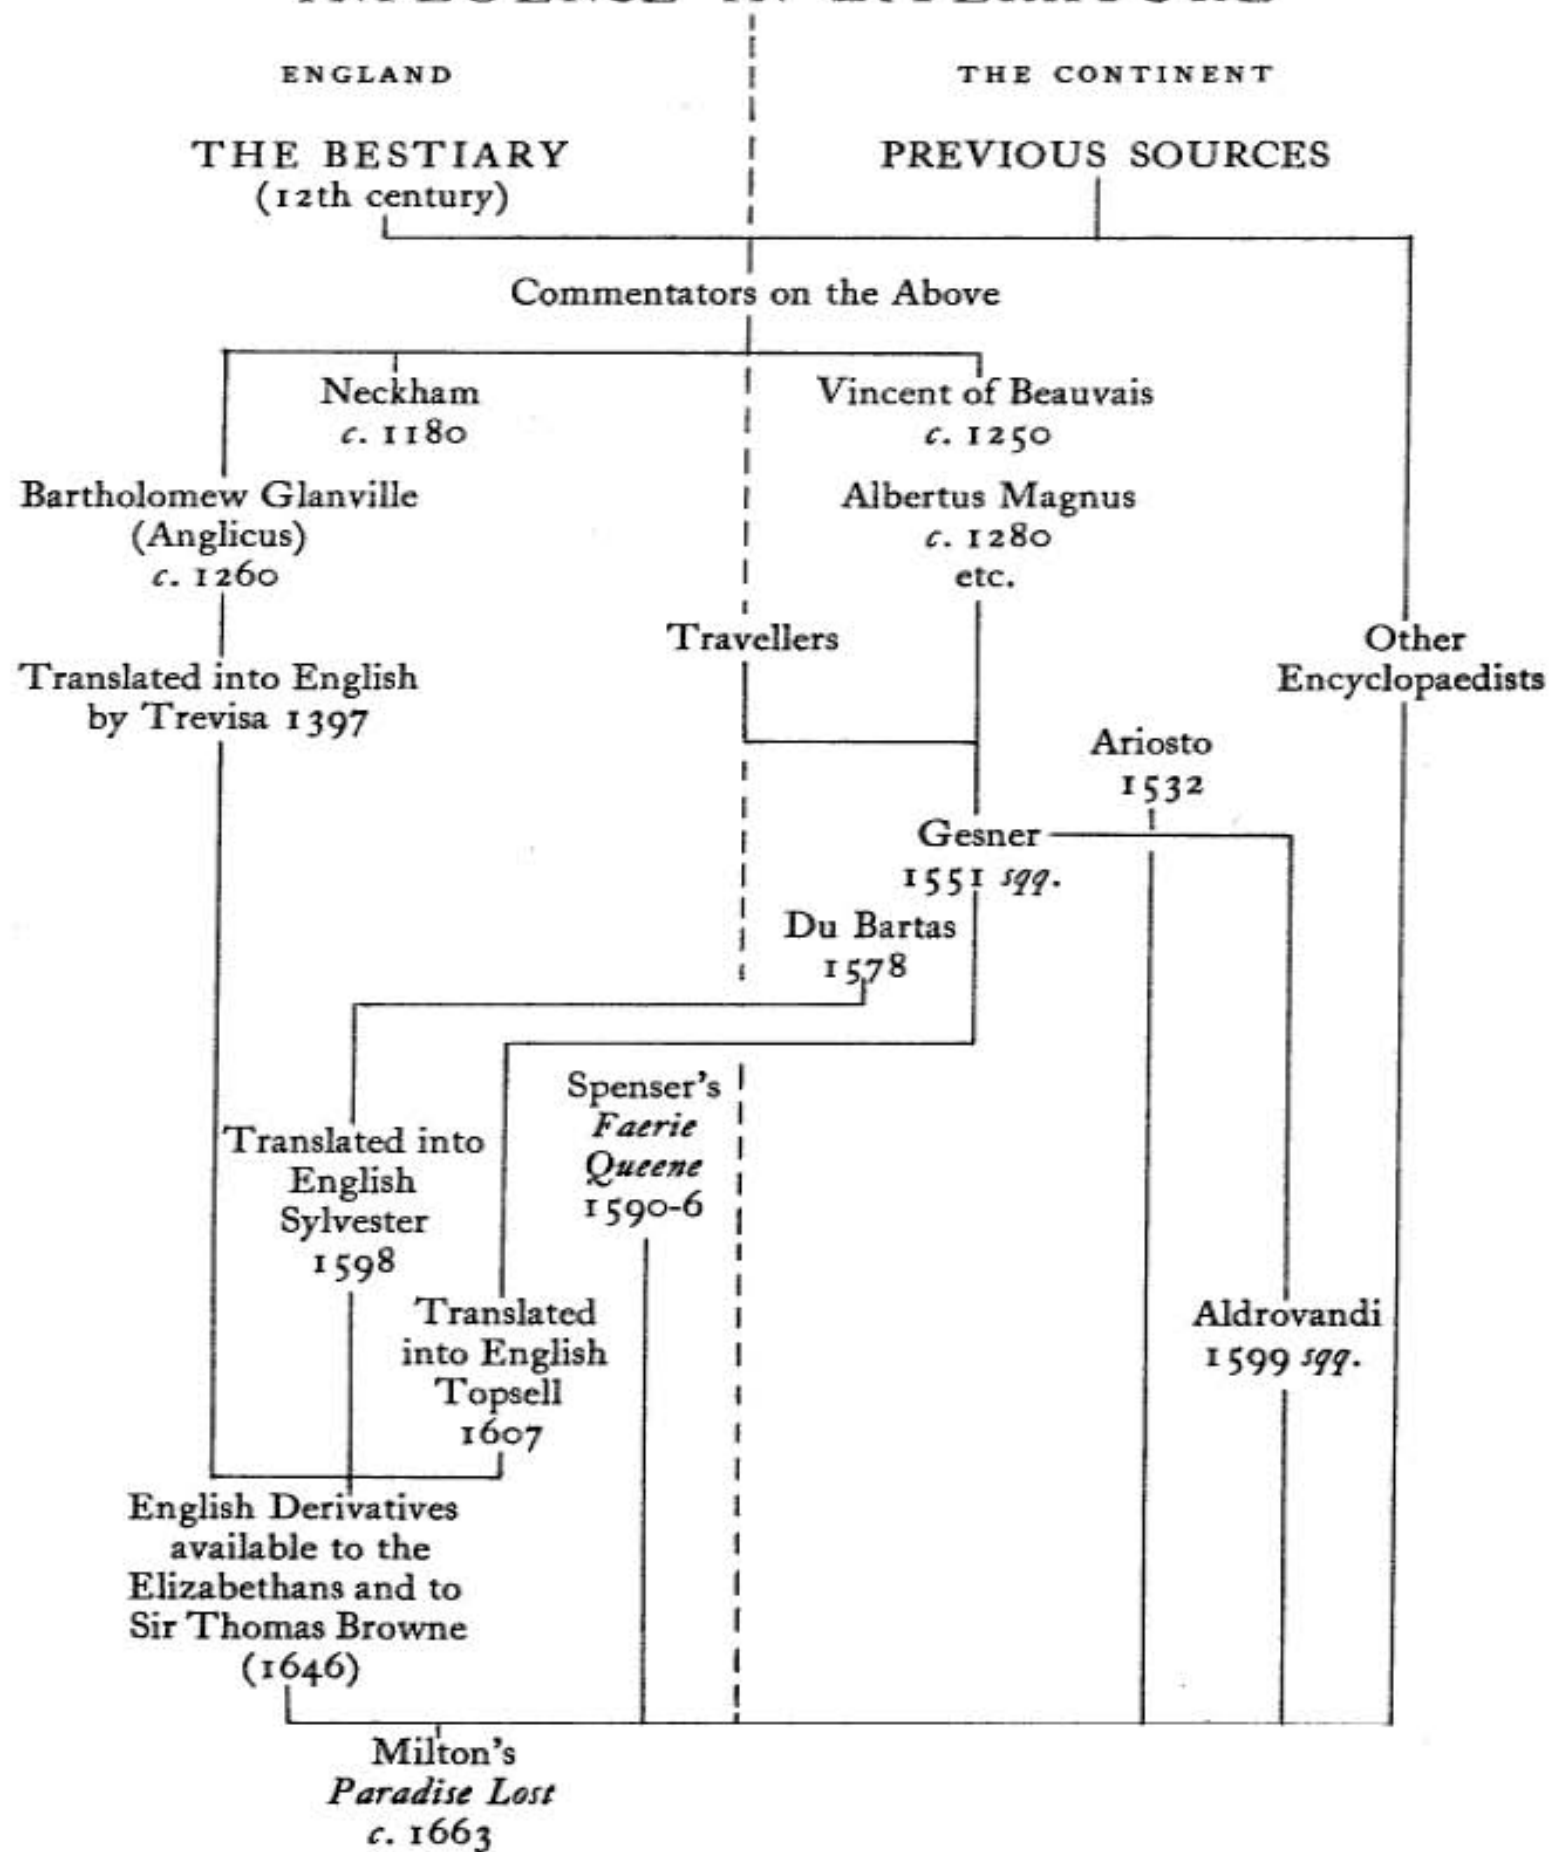 INFLUENCE IN LITERATURE
ENGLAND
THE CONTINENT
THE BESTIARY
(12th century)
PREVIOUS SOURCES
Commentators on the Above
Neckham
c. 1180
Vincent of Beauvais
c. 1250
Bartholomew Glanville
(Anglicus)
c. 1260
Albertus Magnus
c. 1280
etc.
Travellers
Other
Encyclopaedists
Translated into English
by Trevisa 1397
Ariosto
1532
Gesner
1551 sqq.
Du Bartas
1578
Spenser's
Faerie
Queene
1590-6
Translated into
English
Sylvester
1598
Translated
into English
Topsell
1607
Aldrovandi
1599 sqq.
English Derivatives
available to the
Elizabethans and to
Sir Thomas Browne
(1646)
Milton's
Paradise Lost
c. 1663